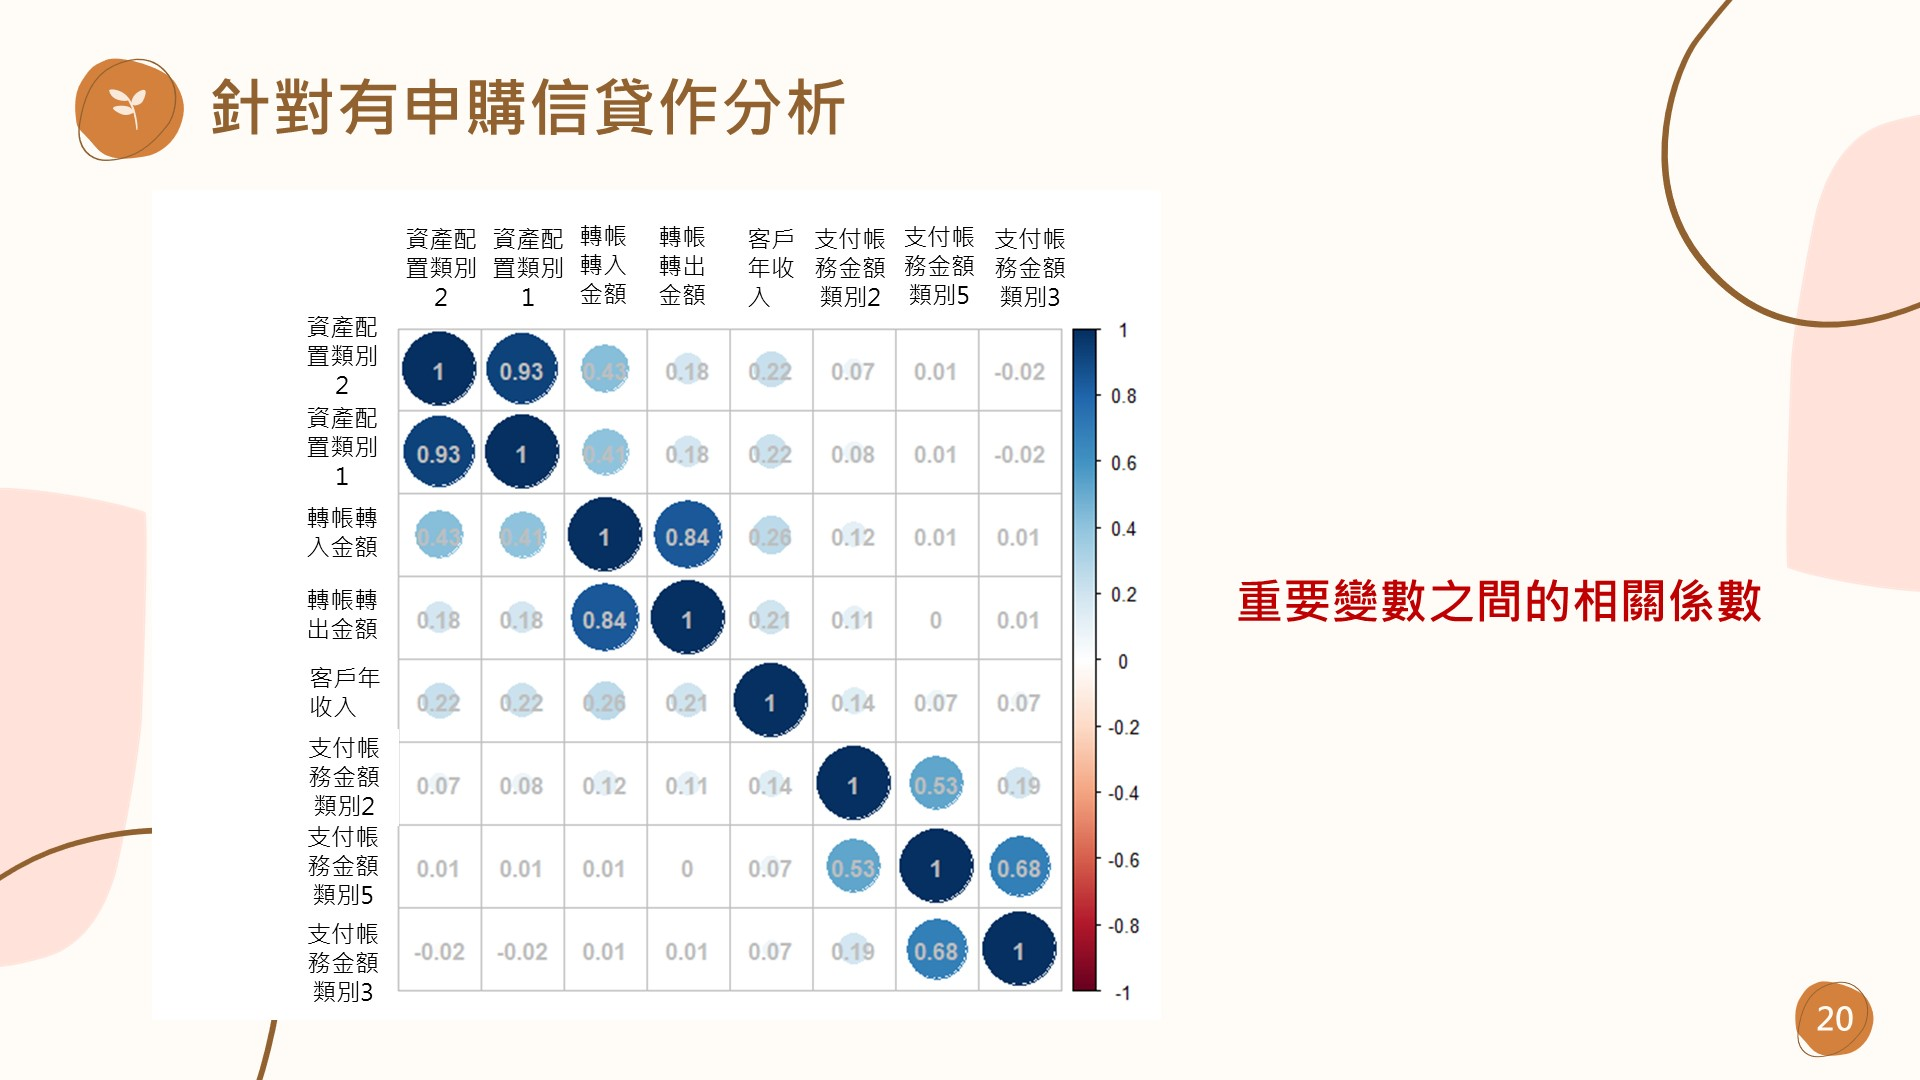 針對有申購信貸作分析
資產配
置類別
2
資產配
置類別
1
轉帳
轉入
金額
轉帳
轉出
金額
客戶
年收
入
支付帳
務金額
類別2
支付帳
務金額
類別5
支付帳
務金額
類別3
資產配
置類別
2
1 0.93 0.43 0.18 0.22 0.07 0.01 -0.02
資產配
置類別
1
0.93 1 0.41 0.18 0.22 0.08 0.01 -0.02
轉帳轉
入金額
0.43 0.41 1 0.84 0.26 0.12 0.01 0.01
轉帳轉
出金額
0.18 0.18 0.84 1 0.21 0.11 0 0.01
客戶年
收入
0.22 0.22 0.26 0.21 1 0.14 0.07 0.07
支付帳
務金額
類別2
0.07 0.08 0.12 0.11 0.14 1 0.53 0.19
支付帳
務金額
類別5
0.01 0.01 0.01 0 0.07 0.53 1 0.68
支付帳
務金額
類別3
-0.02 -0.02 0.01 0.01 0.07 0.19 0.68 1
1
0.8
0.6
0.4
0.2
0
-0.2
-0.4
-0.6
-0.8
-1
重要變數之間的相關係數
20